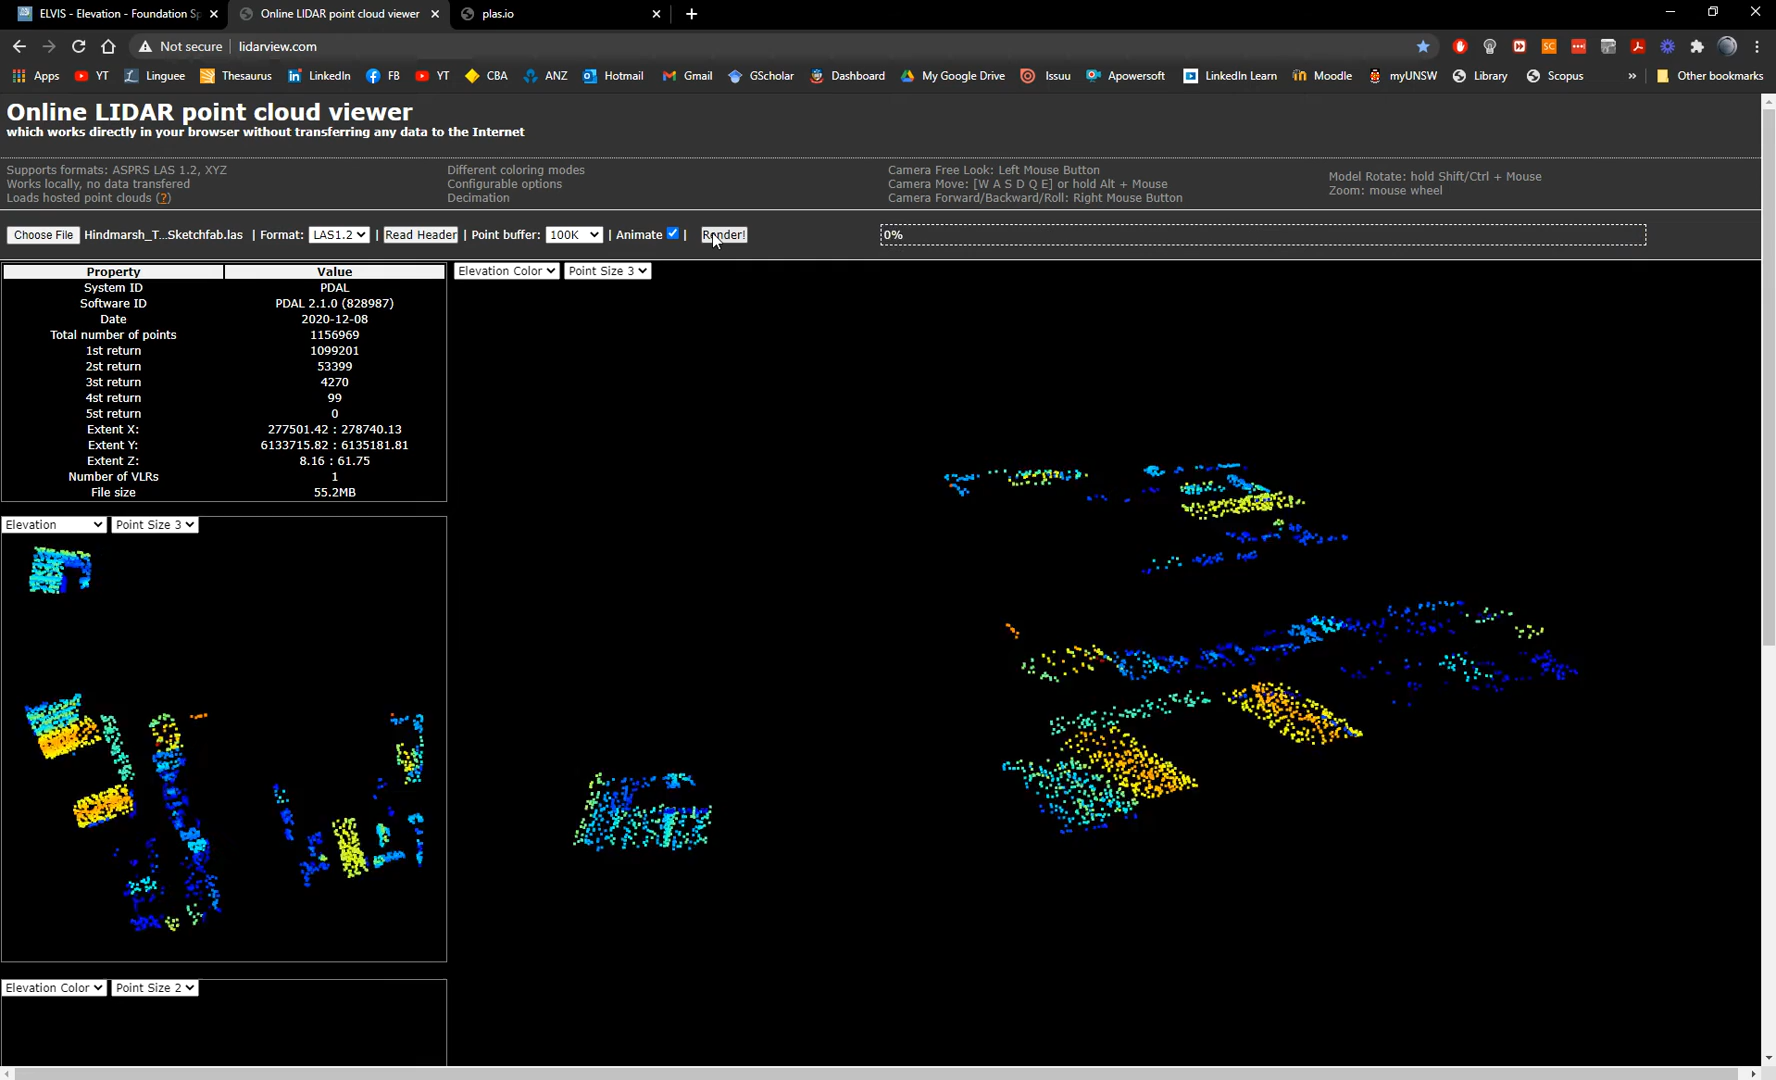 ELVIS - Elevation - Foundation Sp
Online LIDAR point cloud viewer
plas.io
Not secure
lidarview.com
Apps
YT
Linguee
Thesaurus
LinkedIn
FB
YT
CBA
ANZ
Hotmail
Gmail
GScholar
Dashboard
My Google Drive
Issuu
Apowersoft
LinkedIn Learn
Moodle
myUNSW
Library
Scopus
»
Other bookmarks
Online LIDAR point cloud viewer
which works directly in your browser without transferring any data to the Internet
Supports formats: ASPRS LAS 1.2, XYZ
Works locally, no data transfered
Loads hosted point clouds (?)
Different coloring modes
Configurable options
Decimation
Camera Free Look: Left Mouse Button
Camera Move: [W A S D Q E] or hold Alt + Mouse
Camera Forward/Backward/Roll: Right Mouse Button
Model Rotate: hold Shift/Ctrl + Mouse
Zoom: mouse wheel
Choose File Hindmarsh_T...Sketchfab.las | Format: LAS1.2 | Read Header | Point buffer: 100K | Animate | Render! 0%
Property Value
System ID PDAL
Software ID PDAL 2.1.0 (828987)
Date 2020-12-08
Total number of points 1156969
1st return 1099201
2st return 53399
3st return 4270
4st return 99
5st return 0
Extent X: 277501.42 : 278740.13
Extent Y: 6133715.82 : 6135181.81
Extent Z: 8.16 : 61.75
Number of VLRs 1
File size 55.2MB
Elevation Color Point Size 3
Elevation Point Size 3
Elevation Color Point Size 2